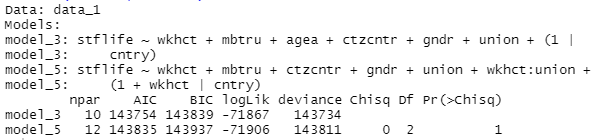 Data: data_1
Models:
model_3: stflife ~ wkhct + mbtru + agea + ctzcntr + gndr + union + (1 |
model_3:     cntry)
model_5: stflife ~ wkhct + mbtru + ctzcntr + gndr + union + wkhct:union +
model_5:     (1 + wkhct | cntry)
        npar    AIC    BIC logLik deviance Chisq Df Pr(>Chisq)
model_3   10 143754 143839 -71867   143734
model_5   12 143835 143937 -71906   143811     0  2          1